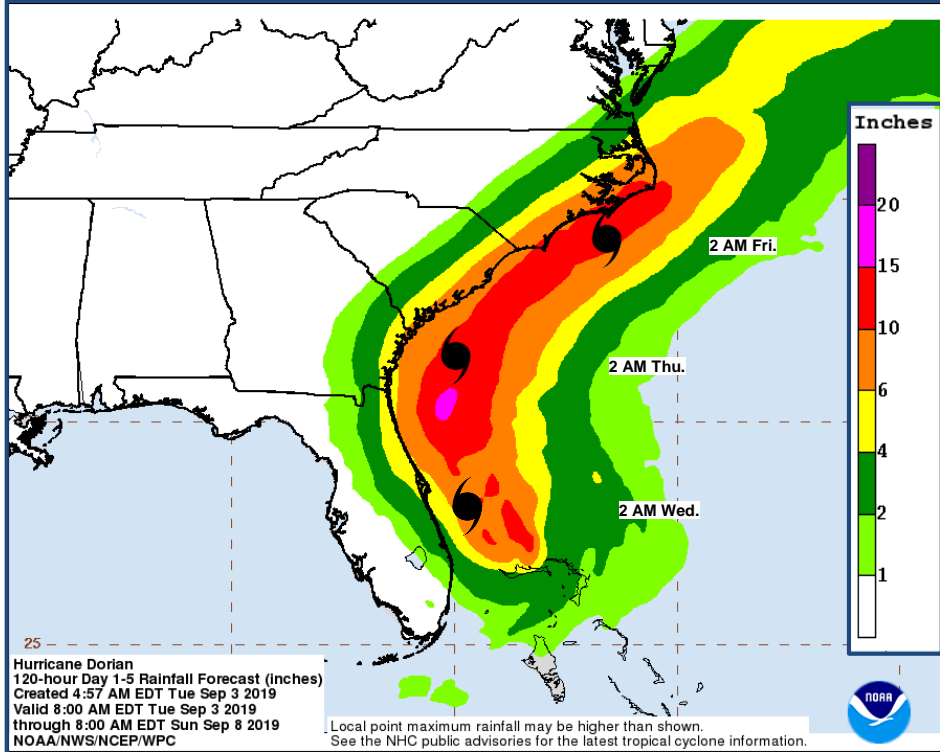 Inches
20
15
10
6
4
2
1
2 AM Fri.
2 AM Thu.
2 AM Wed.
25
Hurricane Dorian
120-hour Day 1-5 Rainfall Forecast (inches)
Created 4:57 AM EDT Tue Sep 3 2019
Valid 8:00 AM EDT Tue Sep 3 2019
through 8:00 AM EDT Sun Sep 8 2019
NOAA/NWS/NCEP/WPC
Local point maximum rainfall may be higher than shown.
See the NHC public advisories for the latest tropical cyclone information.
NOAA